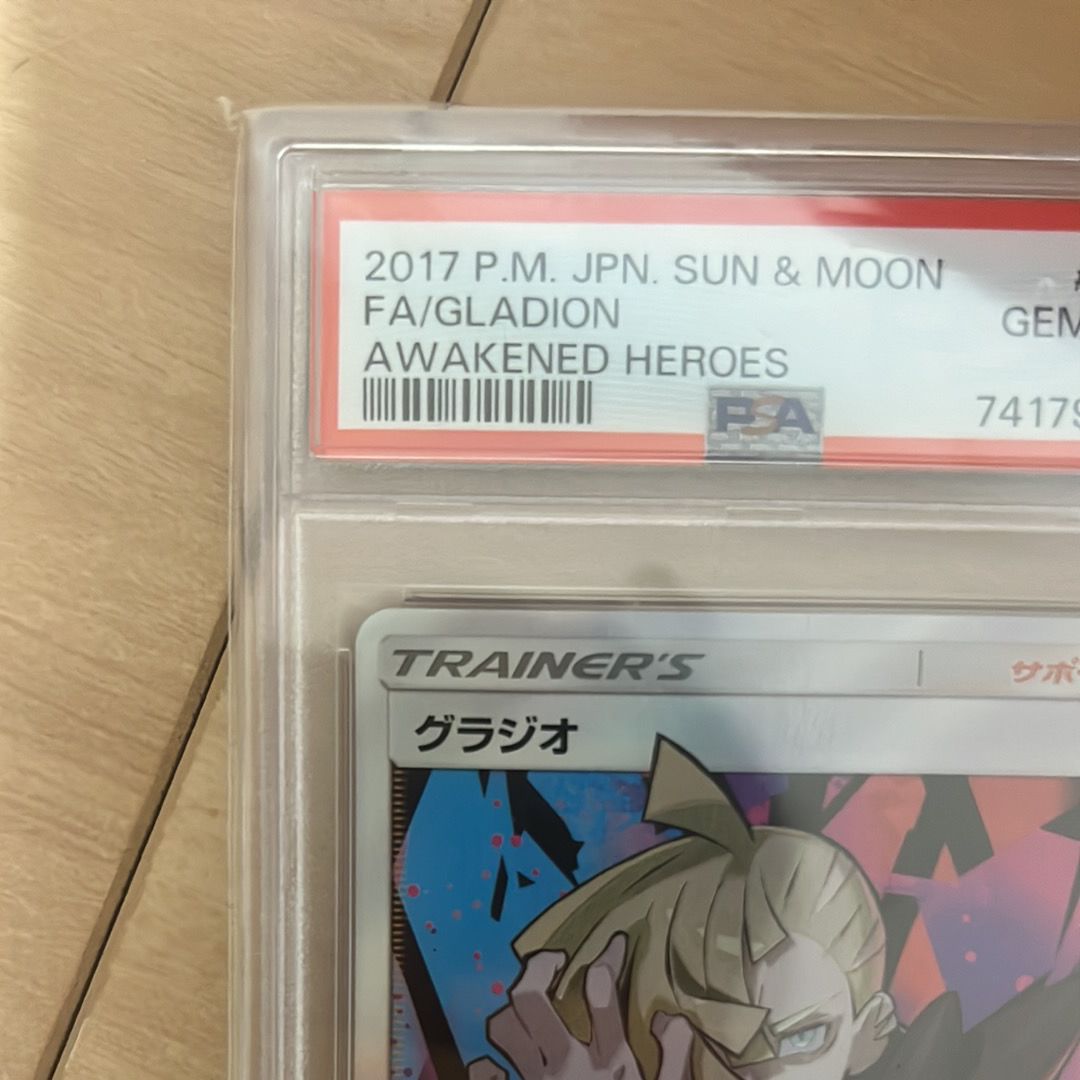 2017 P.M. JPN. SUN & MOON
FA/GLADION
GEM
AWAKENED HEROES
PSA
TRAINER'S
グラジオ